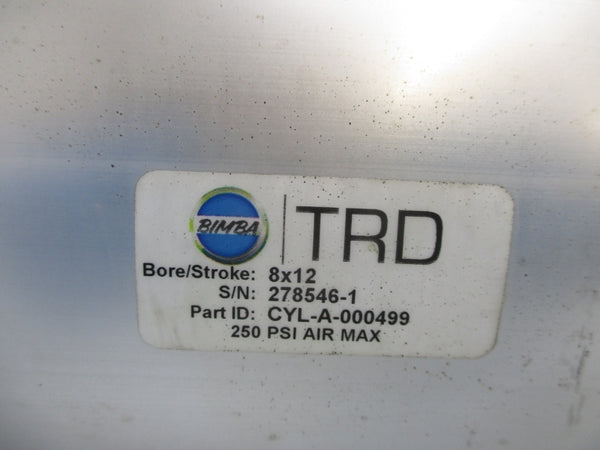 BIMBA | TRD
Bore/Stroke: 8x12
S/N: 278546-1
Part ID: CYL-A-000499
250 PSI AIR MAX